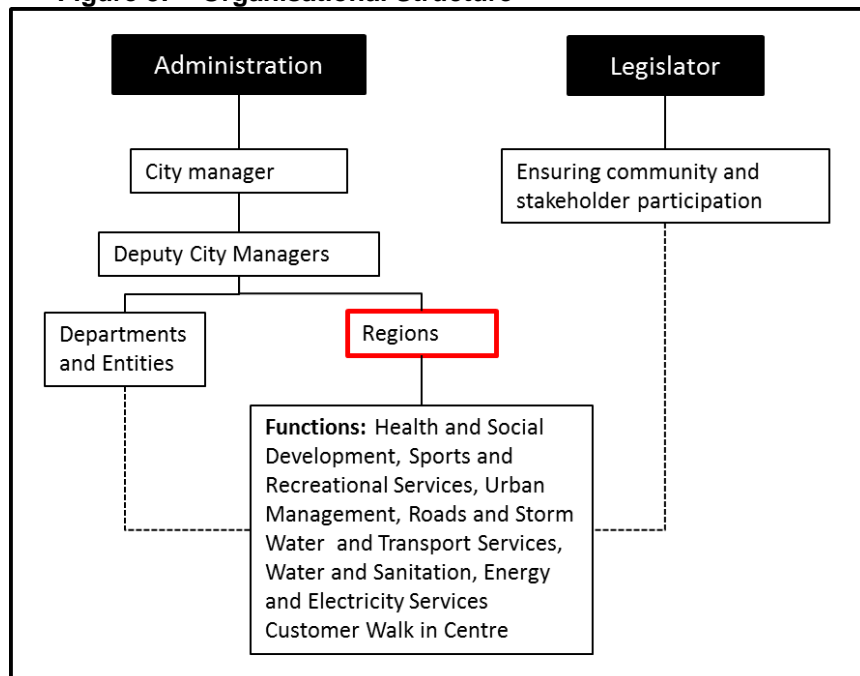 Figure 3: Organisational Structure
Administration
Legislator
City manager
Ensuring community and
stakeholder participation
Deputy City Managers
Departments
and Entities
Regions
Functions: Health and Social
Development, Sports and
Recreational Services, Urban
Management, Roads and Storm
Water and Transport Services,
Water and Sanitation, Energy
and Electricity Services
Customer Walk in Centre